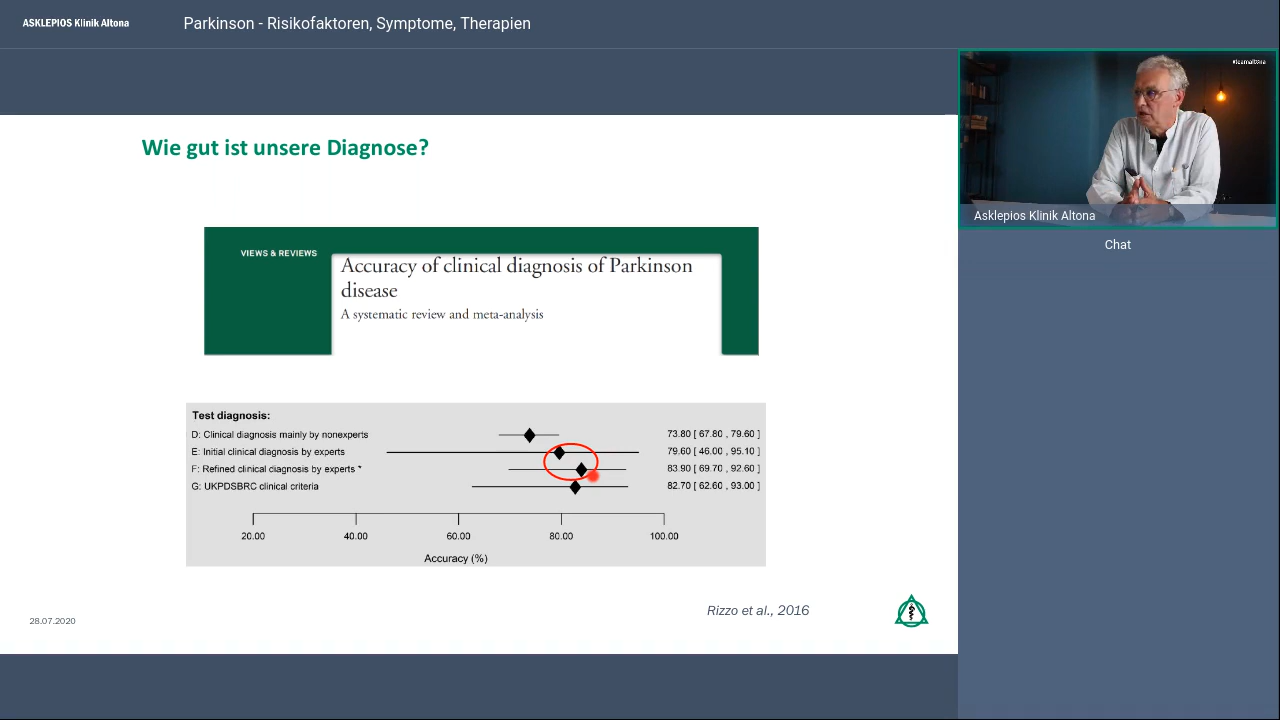 ASKLEPIOS Klinik Altona
Parkinson - Risikofaktoren, Symptome, Therapien
#learnaltona
Asklepios Klinik Altona
Chat
Wie gut ist unsere Diagnose?
VIEWS & REVIEWS
Accuracy of clinical diagnosis of Parkinson
disease
A systematic review and meta-analysis
Test diagnosis:
D: Clinical diagnosis mainly by nonexperts 73.80 [ 67.80 , 79.60 ]
E: Initial clinical diagnosis by experts 79.60 [ 46.00 , 95.10 ]
F: Refined clinical diagnosis by experts * 83.90 [ 69.70 , 92.60 ]
G: UKPDSBRC clinical criteria 82.70 [ 62.60 , 93.00 ]
20.00 40.00 60.00 80.00 100.00
Accuracy (%)
Rizzo et al., 2016
28.07.2020